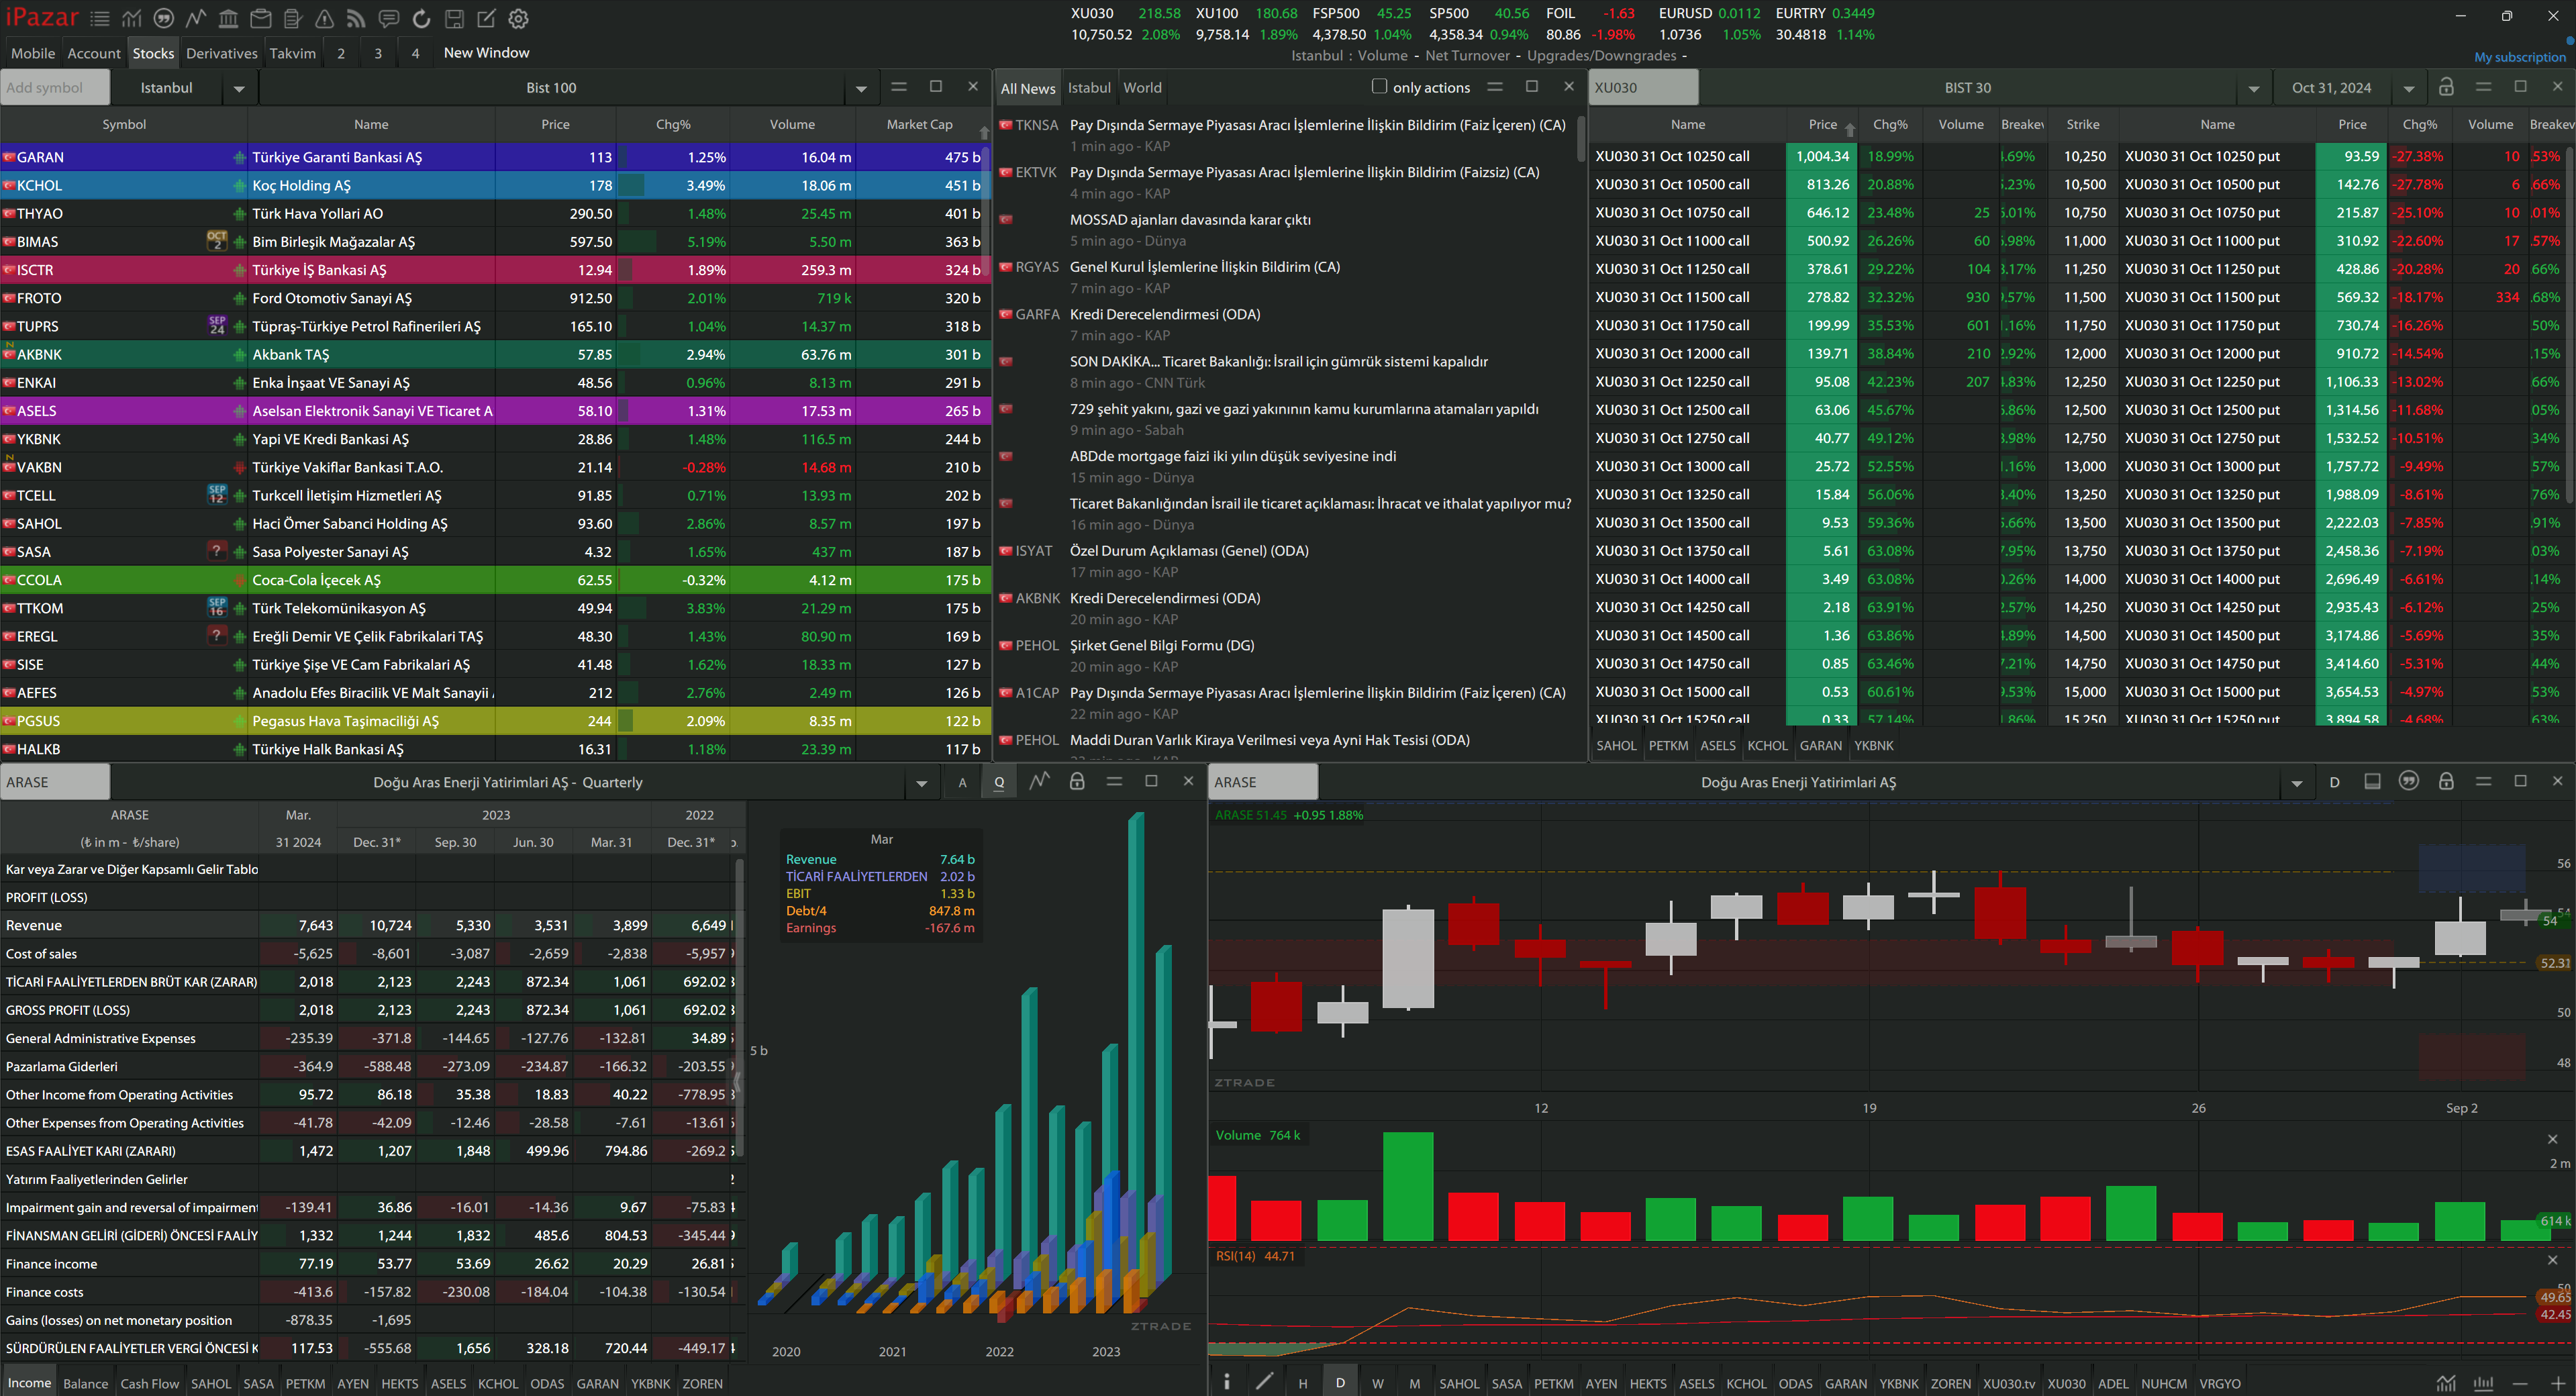 iPazar
XU030 218.58 XU100 180.68 FSP500 45.25 SP500 40.56 FOIL -1.63 EURUSD 0.0112 EURTRY 0.3449
10,750.52 2.08% 9,758.14 1.89% 4,378.50 1.04% 4,358.34 0.94% 80.86 -1.98% 1.0736 1.05% 30.4818 1.14%
Mobile Account Stocks Derivatives Takvim 2 3 4 New Window
Istanbul : Volume - Net Turnover - Upgrades/Downgrades -
My subscription
Add symbol Istanbul Bist 100
Symbol Name Price Chg% Volume Market Cap
GARAN Türkiye Garanti Bankasi AŞ 113 1.25% 16.04 m 475 b
KCHOL Koç Holding AŞ 178 3.49% 18.06 m 451 b
THYAO Türk Hava Yollari AO 290.50 1.48% 25.45 m 401 b
BIMAS OCT 2 Bim Birleşik Mağazalar AŞ 597.50 5.19% 5.50 m 363 b
ISCTR Türkiye İŞ Bankasi AŞ 12.94 1.89% 259.3 m 324 b
FROTO Ford Otomotiv Sanayi AŞ 912.50 2.01% 719 k 320 b
TUPRS SEP 24 Tüpraş-Türkiye Petrol Rafinerileri AŞ 165.10 1.04% 14.37 m 318 b
N
AKBNK Akbank TAŞ 57.85 2.94% 63.76 m 301 b
ENKAI Enka İnşaat VE Sanayi AŞ 48.56 0.96% 8.13 m 291 b
ASELS Aselsan Elektronik Sanayi VE Ticaret A 58.10 1.31% 17.53 m 265 b
YKBNK Yapi VE Kredi Bankasi AŞ 28.86 1.48% 116.5 m 244 b
N
VAKBN Türkiye Vakiflar Bankasi T.A.O. 21.14 -0.28% 14.68 m 210 b
TCELL SEP 12 Turkcell İletişim Hizmetleri AŞ 91.85 0.71% 13.93 m 202 b
SAHOL Haci Ömer Sabanci Holding AŞ 93.60 2.86% 8.57 m 197 b
SASA ? Sasa Polyester Sanayi AŞ 4.32 1.65% 437 m 187 b
CCOLA Coca-Cola İçecek AŞ 62.55 -0.32% 4.12 m 175 b
TTKOM SEP 16 Türk Telekomünikasyon AŞ 49.94 3.83% 21.29 m 175 b
EREGL ? Ereğli Demir VE Çelik Fabrikalari TAŞ 48.30 1.43% 80.90 m 169 b
SISE Türkiye Şişe VE Cam Fabrikalari AŞ 41.48 1.62% 18.33 m 127 b
AEFES Anadolu Efes Biracilik VE Malt Sanayii 212 2.76% 2.49 m 126 b
PGSUS Pegasus Hava Taşimaciliği AŞ 244 2.09% 8.35 m 122 b
HALKB Türkiye Halk Bankasi AŞ 16.31 1.18% 23.39 m 117 b
All News Istabul World only actions
TKNSA Pay Dışında Sermaye Piyasası Aracı İşlemlerine İlişkin Bildirim (Faiz İçeren) (CA)
1 min ago - KAP
EKTVK Pay Dışında Sermaye Piyasası Aracı İşlemlerine İlişkin Bildirim (Faizsiz) (CA)
4 min ago - KAP
MOSSAD ajanları davasında karar çıktı
5 min ago - Dünya
RGYAS Genel Kurul İşlemlerine İlişkin Bildirim (CA)
7 min ago - KAP
GARFA Kredi Derecelendirmesi (ODA)
7 min ago - KAP
SON DAKİKA... Ticaret Bakanlığı: İsrail için gümrük sistemi kapalıdır
8 min ago - CNN Türk
729 şehit yakını, gazi ve gazi yakınının kamu kurumlarına atamaları yapıldı
9 min ago - Sabah
ABDde mortgage faizi iki yılın düşük seviyesine indi
15 min ago - Dünya
Ticaret Bakanlığından İsrail ile ticaret açıklaması: İhracat ve ithalat yapılıyor mu?
16 min ago - Dünya
ISYAT Özel Durum Açıklaması (Genel) (ODA)
17 min ago - KAP
AKBNK Kredi Derecelendirmesi (ODA)
20 min ago - KAP
PEHOL Şirket Genel Bilgi Formu (DG)
20 min ago - KAP
A1CAP Pay Dışında Sermaye Piyasası Aracı İşlemlerine İlişkin Bildirim (Faiz İçeren) (CA)
22 min ago - KAP
PEHOL Maddi Duran Varlık Kiraya Verilmesi veya Ayni Hak Tesisi (ODA)
XU030 BIST 30 Oct 31, 2024
Name Price Chg% Volume Breakev Strike Name Price Chg% Volume Breakev
XU030 31 Oct 10250 call 1,004.34 18.99% .69% 10,250 XU030 31 Oct 10250 put 93.59 -27.38% 10 .53%
XU030 31 Oct 10500 call 813.26 20.88% .23% 10,500 XU030 31 Oct 10500 put 142.76 -27.78% 6 .66%
XU030 31 Oct 10750 call 646.12 23.48% 25 .01% 10,750 XU030 31 Oct 10750 put 215.87 -25.10% 10 .01%
XU030 31 Oct 11000 call 500.92 26.26% 60 .98% 11,000 XU030 31 Oct 11000 put 310.92 -22.60% 17 .57%
XU030 31 Oct 11250 call 378.61 29.22% 104 .17% 11,250 XU030 31 Oct 11250 put 428.86 -20.28% 20 66%
XU030 31 Oct 11500 call 278.82 32.32% 930 .57% 11,500 XU030 31 Oct 11500 put 569.32 -18.17% 334 .68%
XU030 31 Oct 11750 call 199.99 35.53% 601 .16% 11,750 XU030 31 Oct 11750 put 730.74 -16.26% 50%
XU030 31 Oct 12000 call 139.71 38.84% 210 .92% 12,000 XU030 31 Oct 12000 put 910.72 -14.54% .15%
XU030 31 Oct 12250 call 95.08 42.23% 207 .83% 12,250 XU030 31 Oct 12250 put 1,106.33 -13.02% 66%
XU030 31 Oct 12500 call 63.06 45.67% .86% 12,500 XU030 31 Oct 12500 put 1,314.56 -11.68% 05%
XU030 31 Oct 12750 call 40.77 49.12% .98% 12,750 XU030 31 Oct 12750 put 1,532.52 -10.51% 34%
XU030 31 Oct 13000 call 25.72 52.55% .16% 13,000 XU030 31 Oct 13000 put 1,757.72 -9.49% 57%
XU030 31 Oct 13250 call 15.84 56.06% .40% 13,250 XU030 31 Oct 13250 put 1,988.09 -8.61% 76%
XU030 31 Oct 13500 call 9.53 59.36% .66% 13,500 XU030 31 Oct 13500 put 2,222.03 -7.85% .91%
XU030 31 Oct 13750 call 5.61 63.08% .95% 13,750 XU030 31 Oct 13750 put 2,458.36 -7.19% 03%
XU030 31 Oct 14000 call 3.49 63.08% .26% 14,000 XU030 31 Oct 14000 put 2,696.49 -6.61% .14%
XU030 31 Oct 14250 call 2.18 63.91% .57% 14,250 XU030 31 Oct 14250 put 2,935.43 -6.12% 25%
XU030 31 Oct 14500 call 1.36 63.86% .89% 14,500 XU030 31 Oct 14500 put 3,174.86 -5.69% 35%
XU030 31 Oct 14750 call 0.85 63.46% .21% 14,750 XU030 31 Oct 14750 put 3,414.60 -5.31% 44%
XU030 31 Oct 15000 call 0.53 60.61% .53% 15,000 XU030 31 Oct 15000 put 3,654.53 -4.97% 53%
XU030 31 Oct 15250 call 0.33 57.14% .86% 15,250 XU030 31 Oct 15250 put 3,894.58 -4.68% 63%
SAHOL PETKM ASELS KCHOL GARAN YKBNK
ARASE Doğu Aras Enerji Yatirimlari AŞ - Quarterly A Q
ARASE Mar. 2023 2022
(₺ in m - ₺/share) 31 2024 Dec. 31* Sep. 30 Jun. 30 Mar. 31 Dec. 31*
Kar veya Zarar ve Diğer Kapsamlı Gelir Tablo
PROFIT (LOSS)
Revenue 7,643 10,724 5,330 3,531 3,899 6,649
Cost of sales -5,625 -8,601 -3,087 -2,659 -2,838 -5,957
TİCARİ FAALİYETLERDEN BRÜT KAR (ZARAR) 2,018 2,123 2,243 872.34 1,061 692.02
GROSS PROFIT (LOSS) 2,018 2,123 2,243 872.34 1,061 692.02
General Administrative Expenses -235.39 -371.8 -144.65 -127.76 -132.81 34.89
Pazarlama Giderleri -364.9 -588.48 -273.09 -234.87 -166.32 -203.55
Other Income from Operating Activities 95.72 86.18 35.38 18.83 40.22 -778.95
Other Expenses from Operating Activities -41.78 -42.09 -12.46 -28.58 -7.61 -13.61
ESAS FAALİYET KARI (ZARARI) 1,472 1,207 1,848 499.96 794.86 -269.2
Yatırım Faaliyetlerinden Gelirler
Impairment gain and reversal of impairment -139.41 36.86 -16.01 -14.36 9.67 -75.83
FİNANSMAN GELİRİ (GİDERİ) ÖNCESİ FAALİY 1,332 1,244 1,832 485.6 804.53 -345.44
Finance income 77.19 53.77 53.69 26.62 20.29 26.81
Finance costs -413.6 -157.82 -230.08 -184.04 -104.38 -130.54
Gains (losses) on net monetary position -878.35 -1,695
SÜRDÜRÜLEN FAALİYETLER VERGİ ÖNCESİ K 117.53 -555.68 1,656 328.18 720.44 -449.17
Income Balance Cash Flow SAHOL SASA PETKM AYEN HEKTS ASELS KCHOL ODAS GARAN YKBNK ZOREN
Mar
Revenue 7.64 b
TİCARİ FAALİYETLERDEN 2.02 b
EBIT 1.33 b
Debt/4 847.8 m
Earnings -167.6 m
5 b
ZTRADE
2020 2021 2022 2023
ARASE Doğu Aras Enerji Yatirimlari AŞ D
ARASE 51.45 +0.95 1.88%
56
54
54
52.31
50
48
ZTRADE
12 19 26 Sep 2
Volume 764 k
2 m
614 k
RSI(14) 44.71
50
49.65
42.45
H D W M SAHOL SASA PETKM AYEN HEKTS ASELS KCHOL ODAS GARAN YKBNK ZOREN XU030.tv XU030 ADEL NUHCM VRGYO